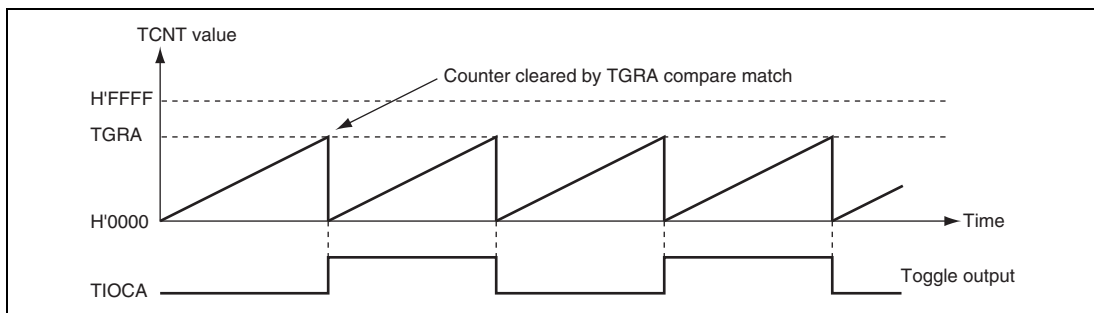 TCNT value
Counter cleared by TGRA compare match
H'FFFF
TGRA
H'0000
Time
Toggle output
TIOCA